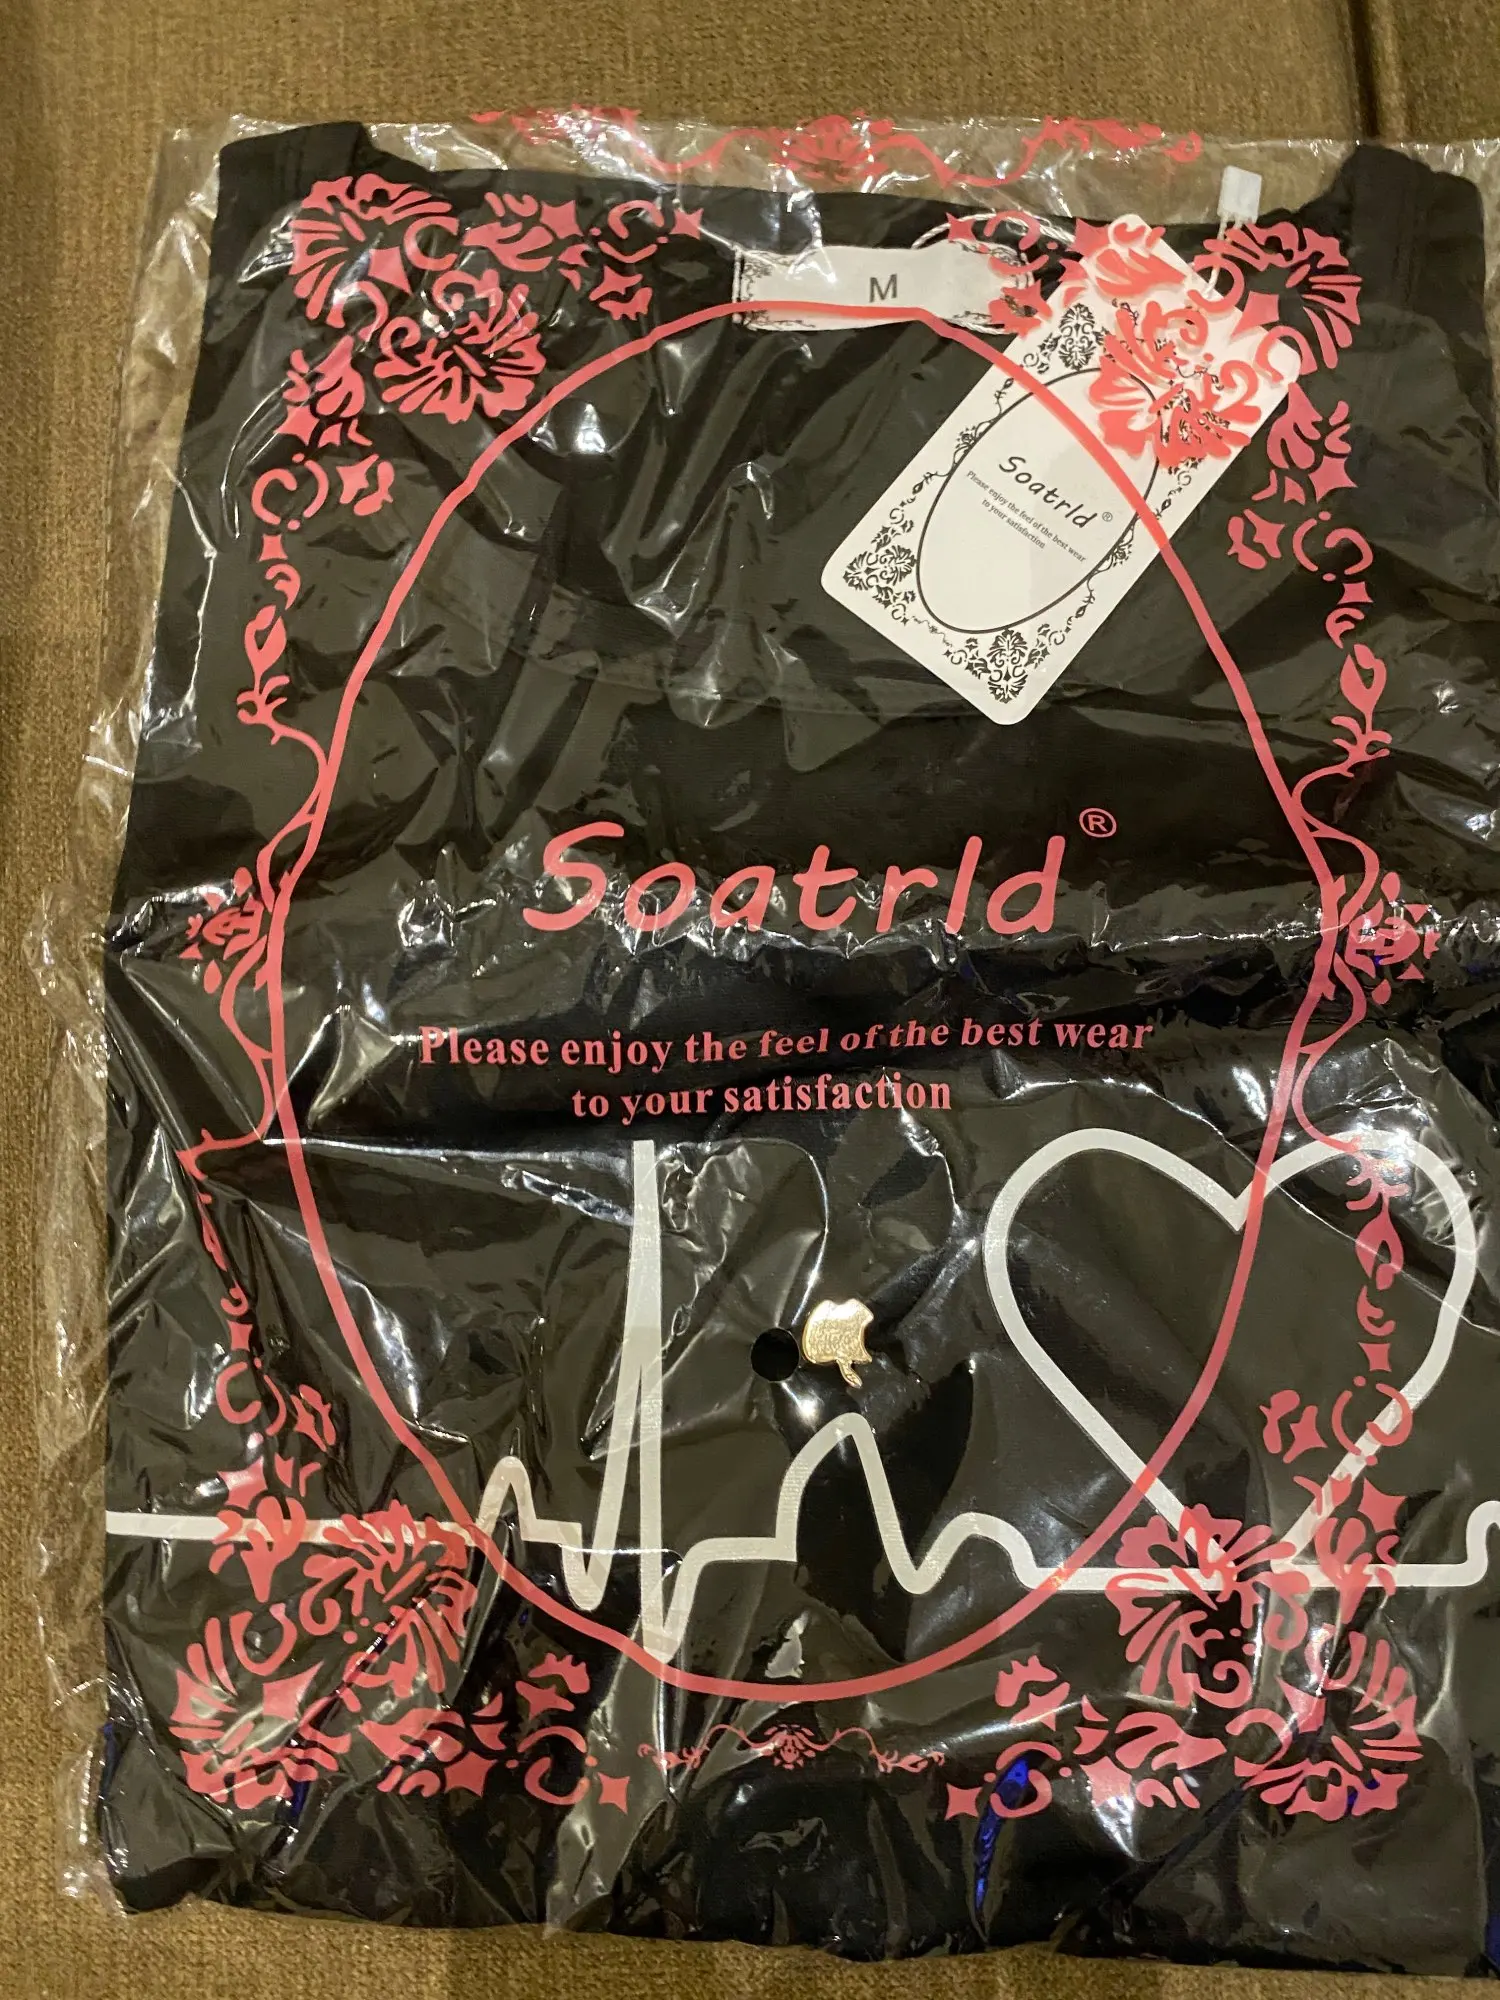 M
Soatrld ®
Please enjoy the feel of the best wear
to your satisfaction
Soatrld ®
Please enjoy the feel of the best wear
to your satisfaction